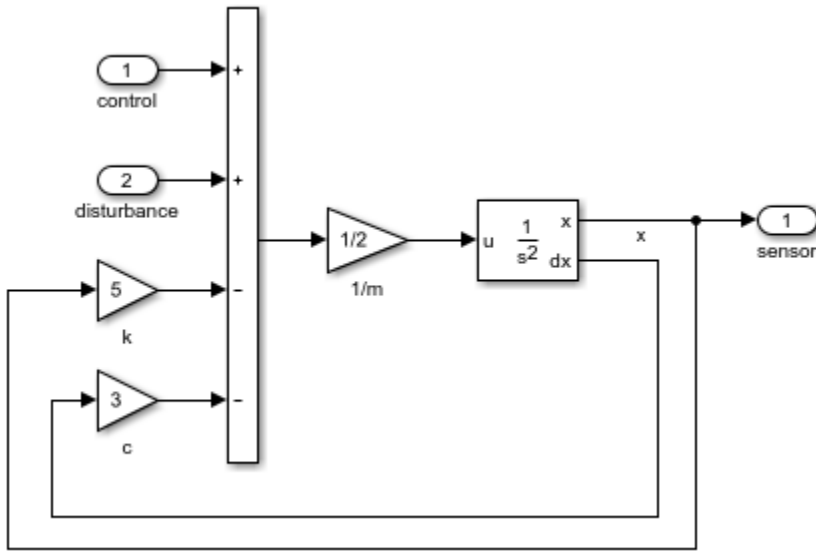 1
+
control
2
+
disturbance
1/2
1/m
u
1
s²
x
dx
x
1
sensor
5
−
k
3
−
c